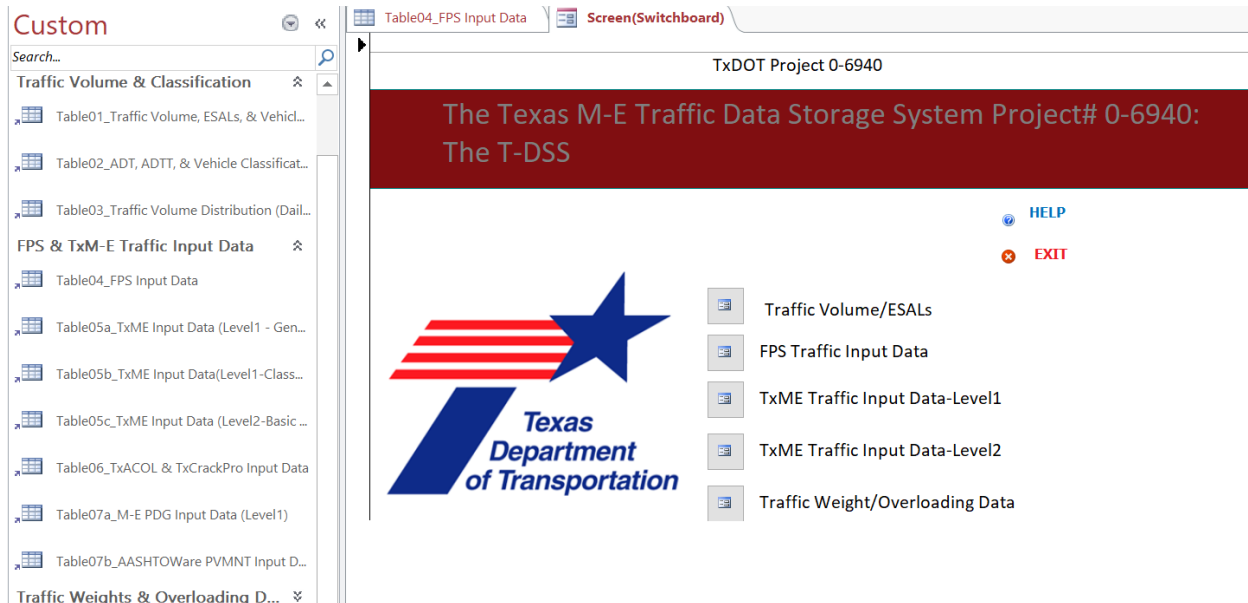 Custom
Search...
Traffic Volume & Classification
Table01_Traffic Volume, ESALs, & Vehicl...
Table02_ADT, ADTT, & Vehicle Classificat...
Table03_Traffic Volume Distribution (Dail...
FPS & TxM-E Traffic Input Data
Table04_FPS Input Data
Table05a_TxME Input Data (Level1 - Gen...
Table05b_TxME Input Data(Level1-Class...
Table05c_TxME Input Data (Level2-Basic ...
Table06_TxACOL & TxCrackPro Input Data
Table07a_M-E PDG Input Data (Level1)
Table07b_AASHTOWare PVMNT Input D...
Traffic Weights & Overloading D...
Table04_FPS Input Data
Screen(Switchboard)
TxDOT Project 0-6940
The Texas M-E Traffic Data Storage System Project# 0-6940:
The T-DSS
HELP
EXIT
Texas
Department
of Transportation
Traffic Volume/ESALs
FPS Traffic Input Data
TxME Traffic Input Data-Level1
TxME Traffic Input Data-Level2
Traffic Weight/Overloading Data